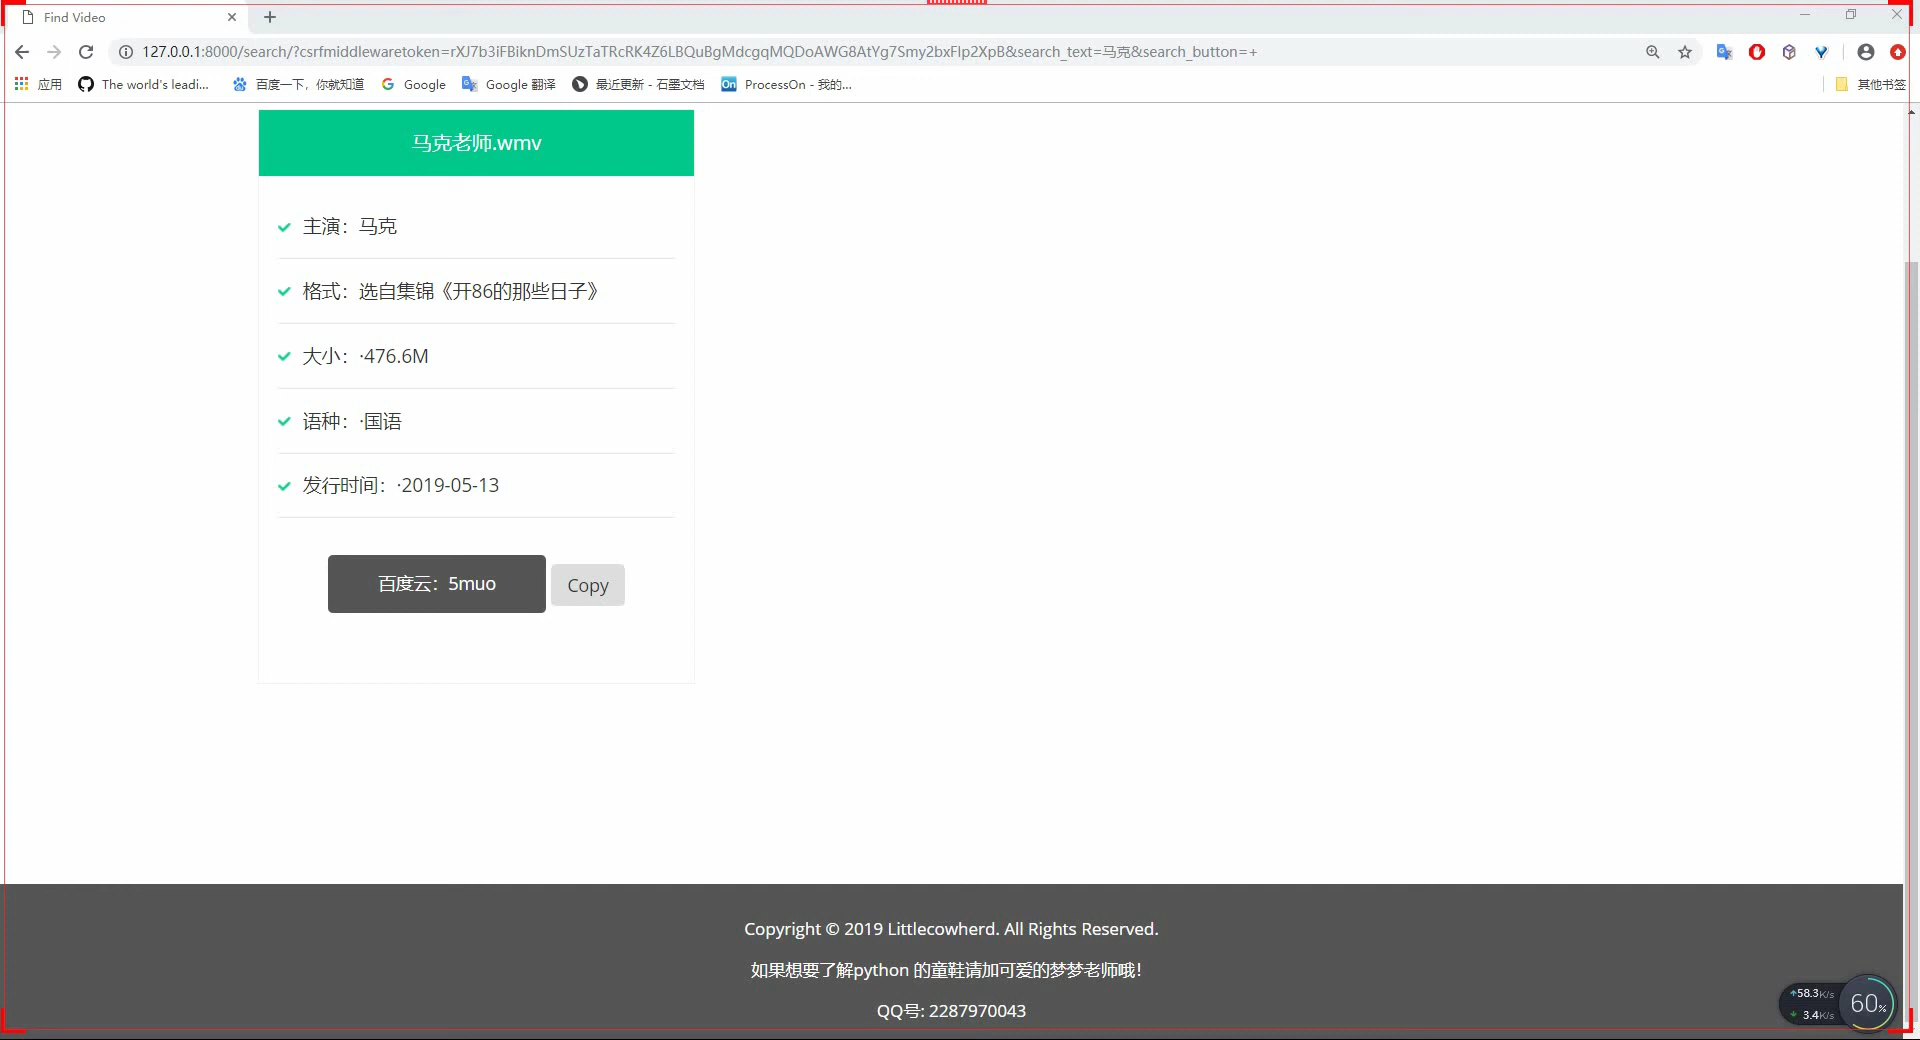 Find Video
127.0.0.1:8000/search/?csrfmiddlewaretoken=rXJ7b3iFBiknDmSUzTaTRcRK4Z6LBQuBgMdcgqMQDoAWG8AtYg7Smy2bxFlp2XpB&search_text=马克&search_button=+
应用 The world's leadi... 百度一下，你就知道 Google Google 翻译 最近更新 - 石墨文档 On ProcessOn - 我的... 其他书签
马克老师.wmv
主演：马克
格式：选自集锦《开86的那些日子》
大小：·476.6M
语种：·国语
发行时间：·2019-05-13
百度云：5muo Copy
Copyright © 2019 Littlecowherd. All Rights Reserved.
如果想要了解python 的童鞋请加可爱的梦梦老师哦！
QQ号: 2287970043
58.3K/s
3.4K/s
60%